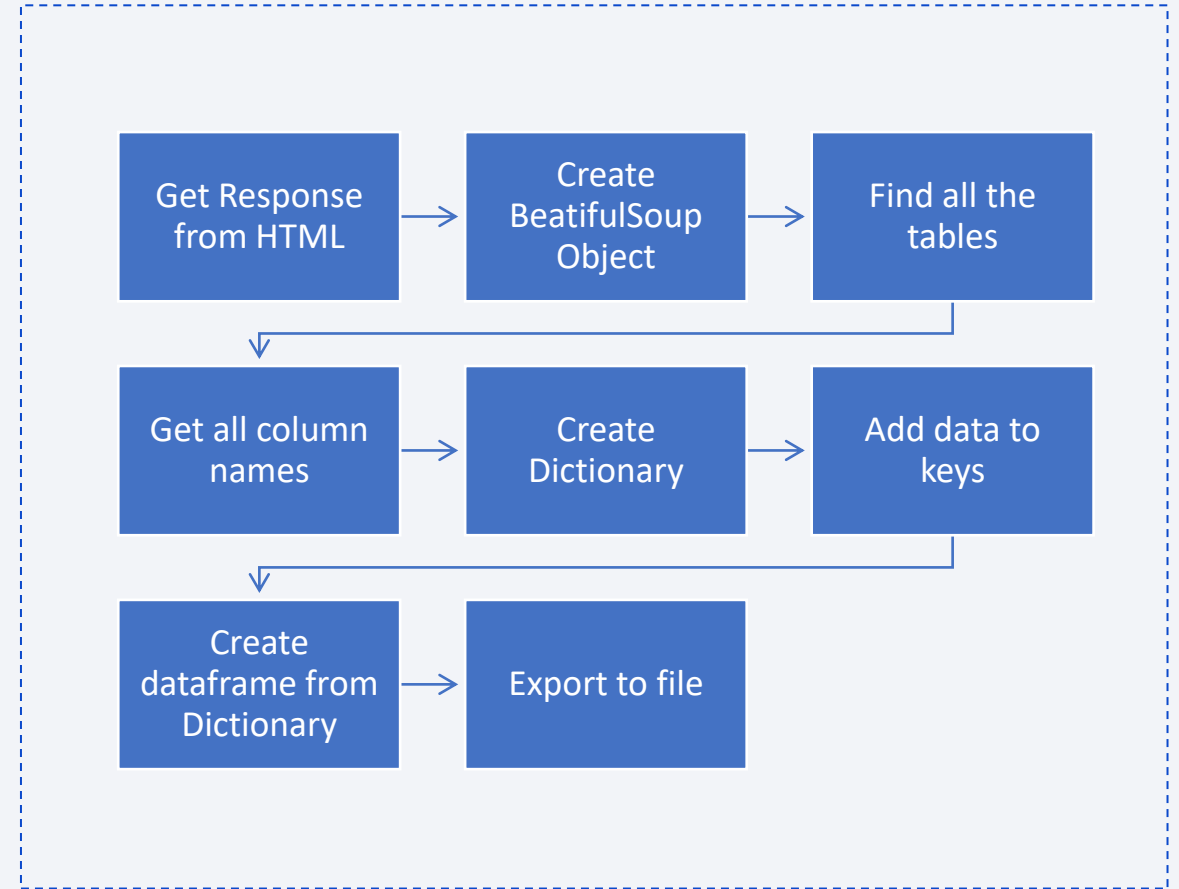 Get Response
from HTML
Create
BeatifulSoup
Object
Find all the
tables
Get all column
names
Create
Dictionary
Add data to
keys
Create
dataframe from
Dictionary
Export to file